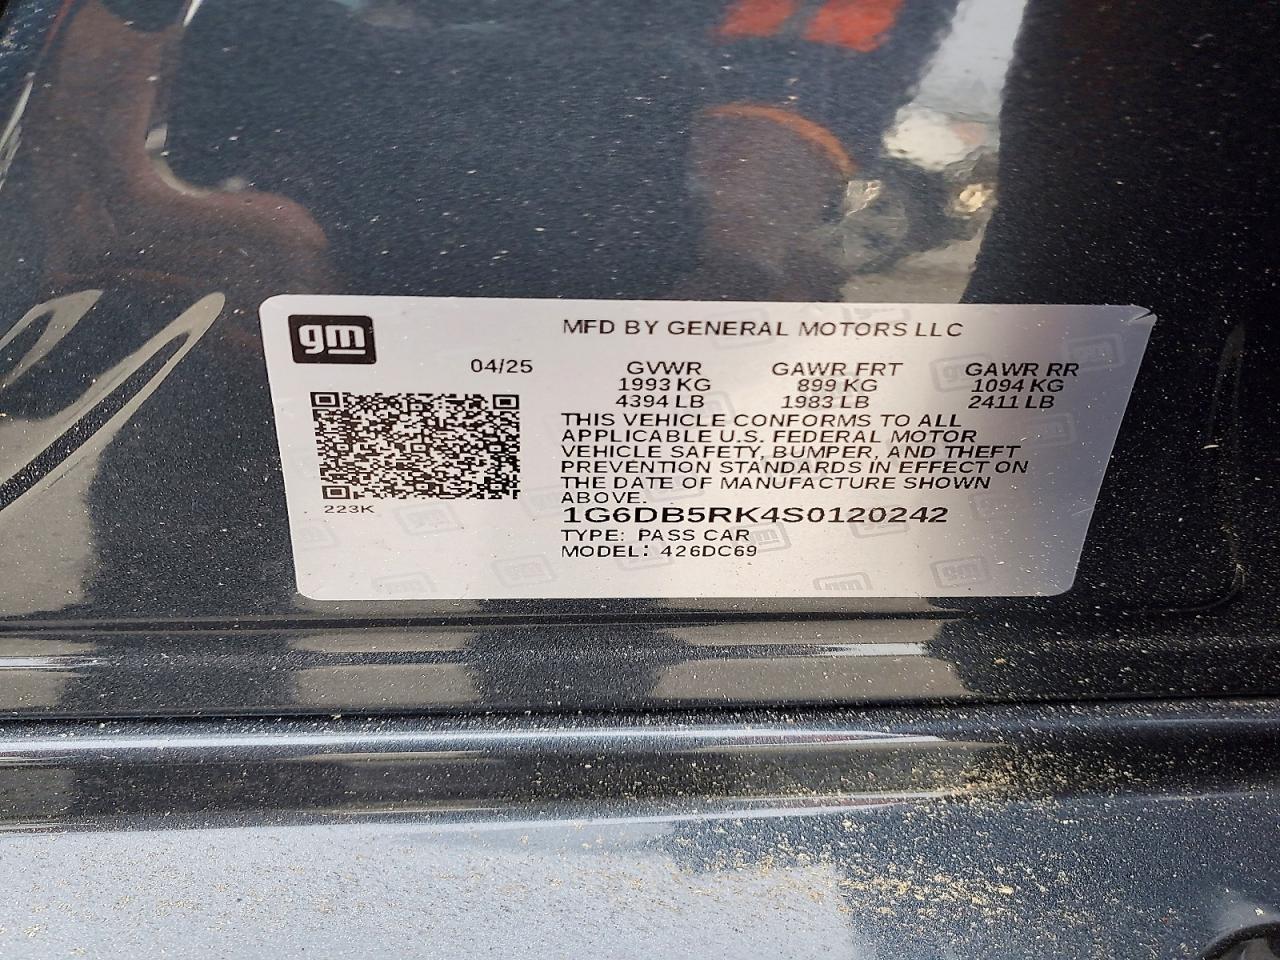 gm
MFD BY GENERAL MOTORS LLC
04/25
GVWR GAWR FRT GAWR RR
1993 KG 899 KG 1094 KG
4394 LB 1983 LB 2411 LB
THIS VEHICLE CONFORMS TO ALL
APPLICABLE U.S. FEDERAL MOTOR
VEHICLE SAFETY, BUMPER, AND THEFT
PREVENTION STANDARDS IN EFFECT ON
THE DATE OF MANUFACTURE SHOWN
ABOVE.
223K
1G6DB5RK4S0120242
TYPE: PASS CAR
MODEL: 426DC69